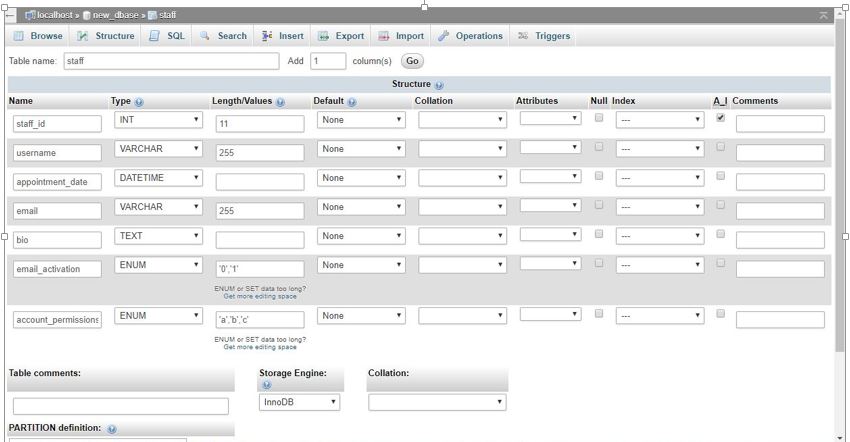 localhost » new_dbase » staff
Browse Structure SQL Search Insert Export Import Operations Triggers
Table name: staff Add 1 column(s) Go
Structure
Name Type Length/Values Default Collation Attributes Null Index A_I Comments
staff_id INT 11 None ---
username VARCHAR 255 None ---
appointment_date DATETIME None ---
email VARCHAR 255 None ---
bio TEXT None ---
email_activation ENUM '0','1' None ---
ENUM or SET data too long?
Get more editing space
account_permissions ENUM 'a','b','c' None ---
ENUM or SET data too long?
Get more editing space
Table comments: Storage Engine: Collation:
InnoDB
PARTITION definition: